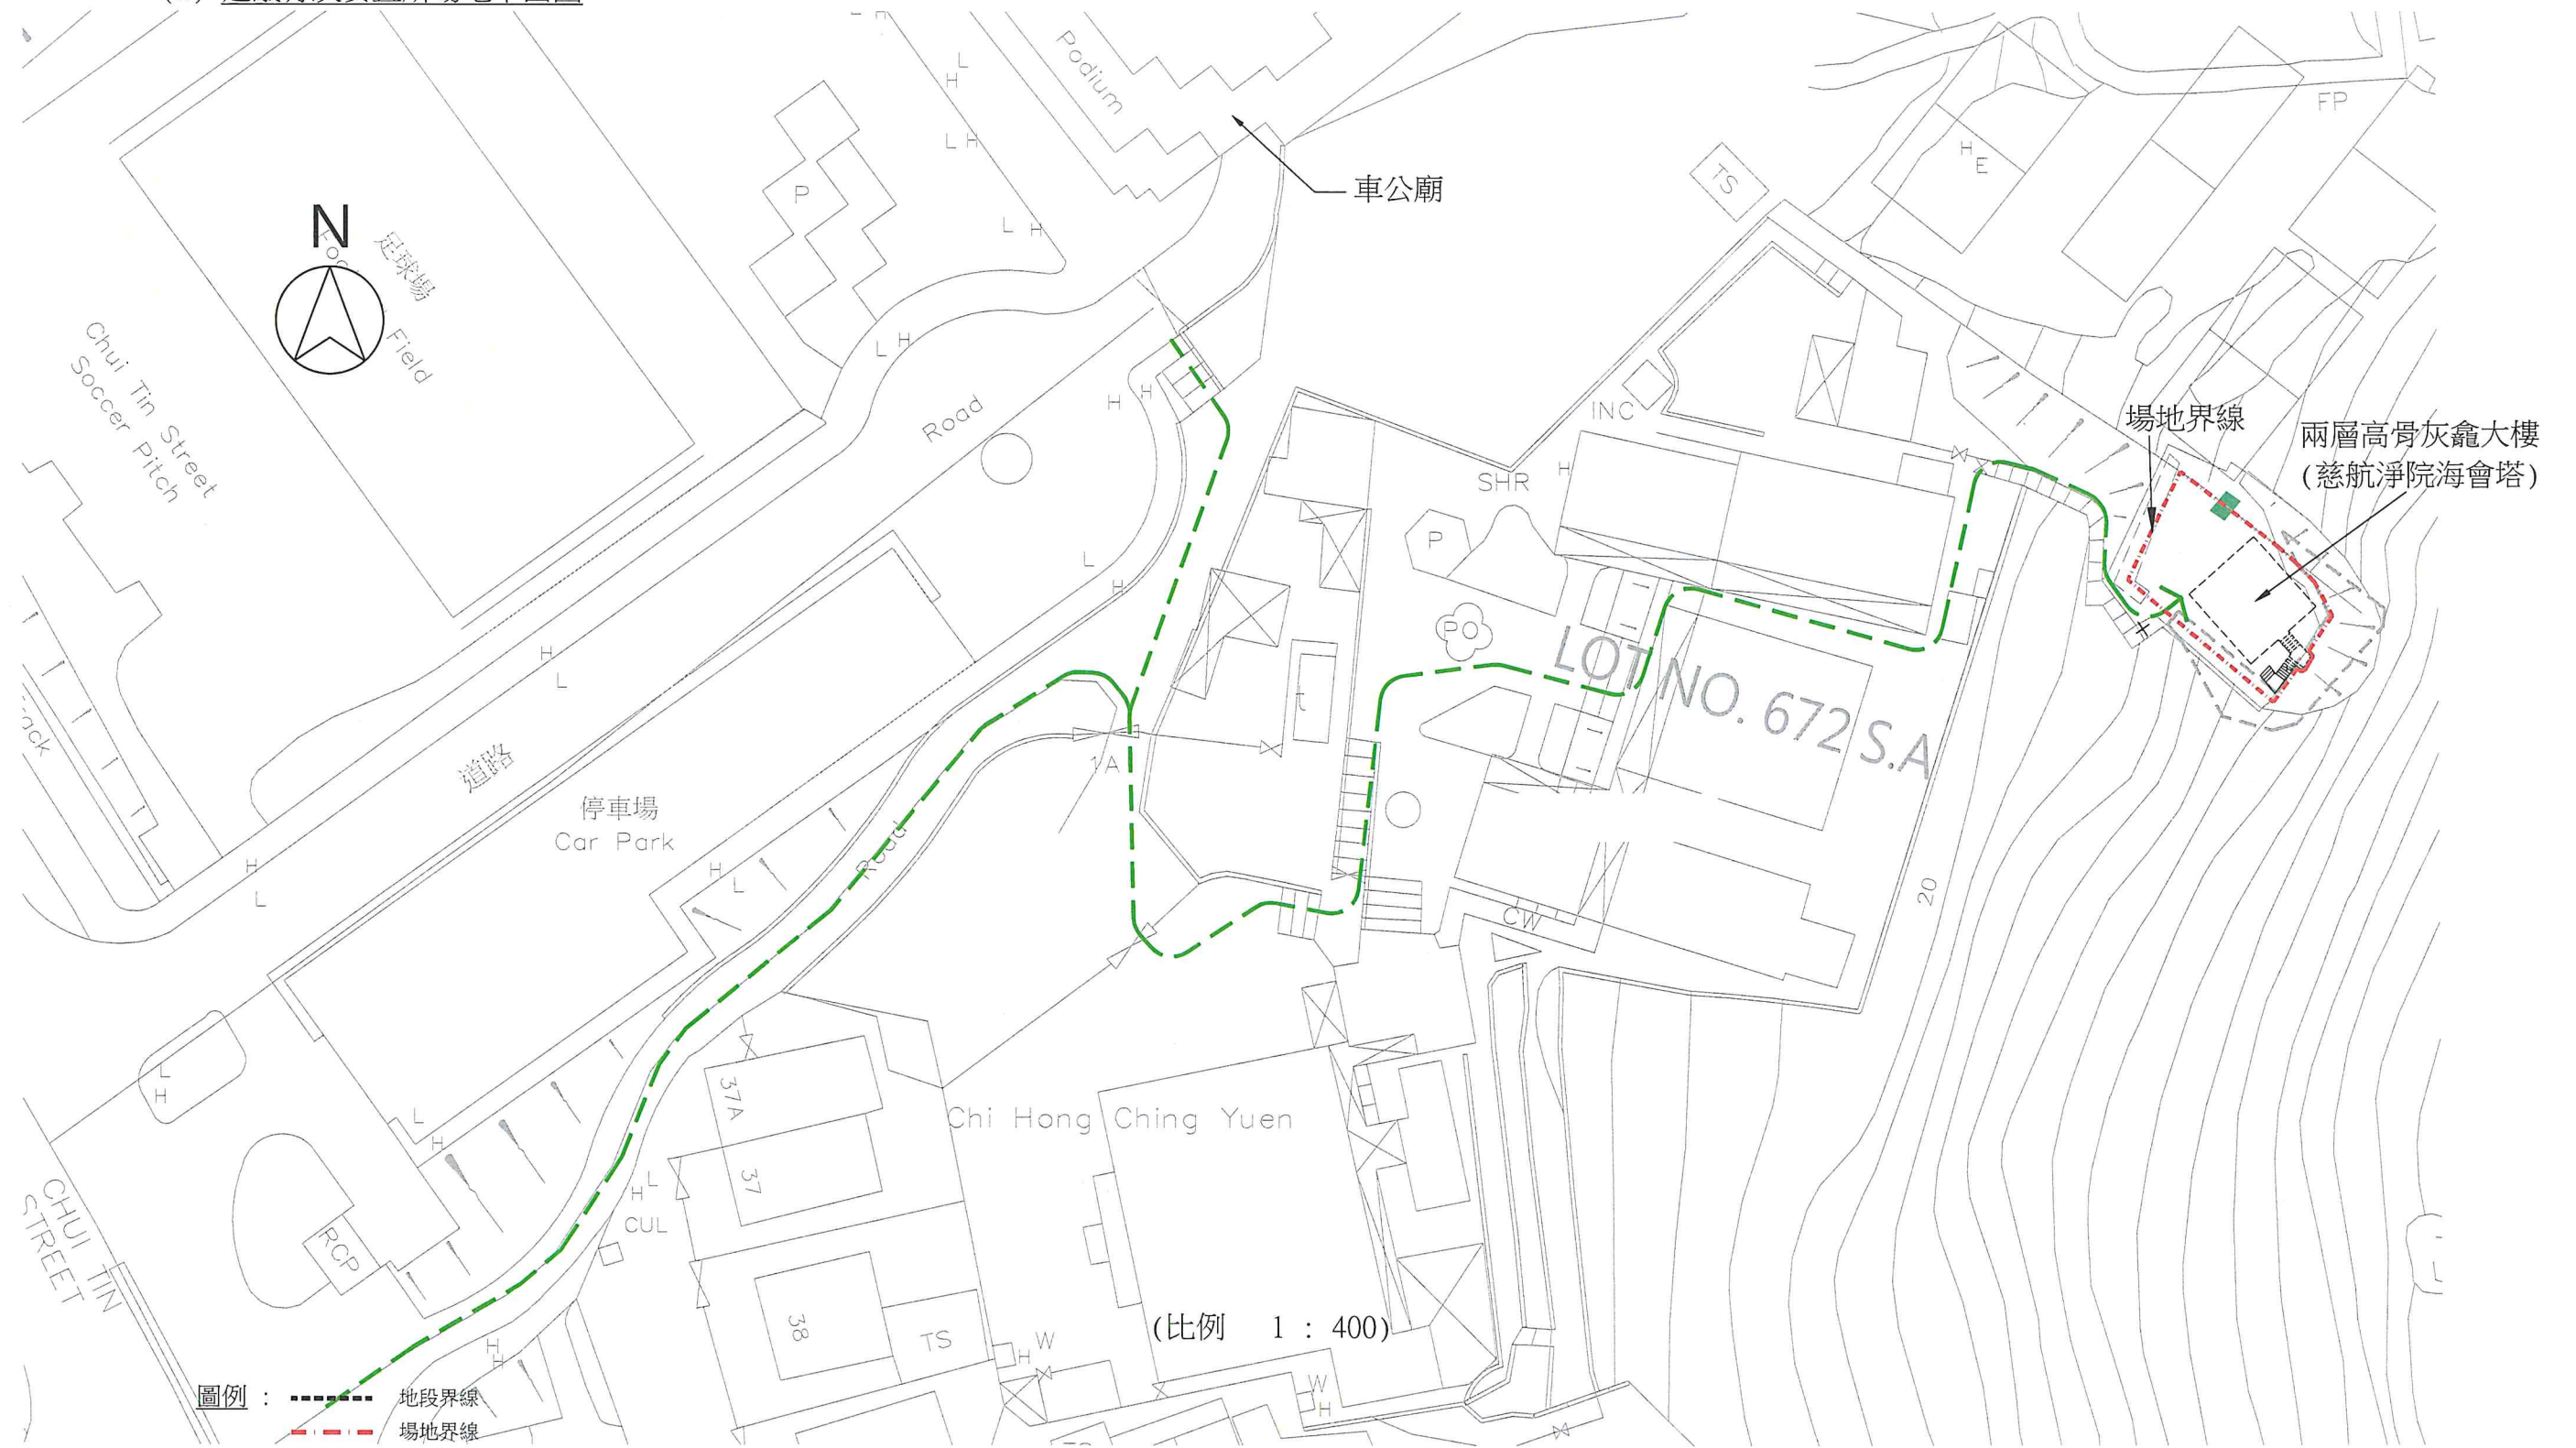 Podium
L
H
L H
L H
P
車公廟
TS
H
E
FP
N
足球場
Field
Chui Tin Street
Soccer Pitch
L H
Road
H H
INC
SHR
H
場地界線
兩層高骨灰龕大樓
(慈航淨院海會塔)
P
PO
L
H
H
L
LOT NO. 672 S.A
1A
道路
停車場
Car Park
Road
H
L
H
L
CW
20
L
H
L
H
37A
37
Chi Hong Ching Yuen
L
H
CUL
CHUI TIN
STREET
RCP
38
TS
W
H
(比例 1 : 400)
H
H
W
H
圖例 : 地段界線
場地界線